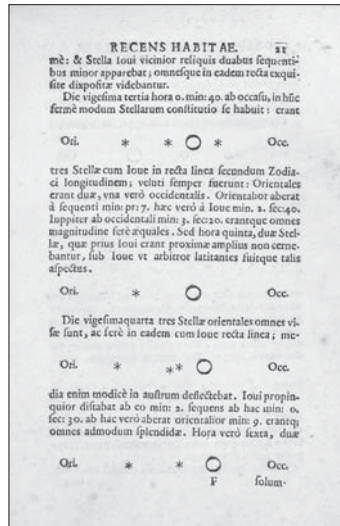 RECENS HABITAE. 21
mè: & Stella Ioui vicinior reliquis duabus sequenti-
bus minor apparebat; omnesque in eadem recta exqui-
site dispositæ videbantur.
Die vigesima tertia hora 0. min: 40. ab occasu, in hũc
fermè modum Stellarum constitutio se habuit: erant
Ori. * * O * Occ.
tres Stellæ cum Ioue in recta linea secundum Zodia-
ci longitudinem; veluti semper fuerunt: Orientales
erant duæ, vna verò occidentalis. Orientalior aberat
à sequenti min: pr: 7. hæc verò à Ioue min. 2. sec: 40.
Iuppiter ab occidentali min: 3. sec: 20. erantque omnes
magnitudine ferè æquales. Sed hora quinta, duæ Stel-
læ, quæ prius Ioui erant proximæ amplius non cerne-
bantur, sub Ioue vt arbitror latitantes fuitque talis
aspectus.
Ori. * O Occ.
Die vigesimaquarta tres Stellæ orientales omnes vi-
sæ sunt, ac ferè in eadem cum Ioue recta linea; me-
Ori. * ** O Occ.
dia enim modicè in austrum deflectebat. Ioui propin-
quior distabat ab eo min: 2. sequens ab hac min: 0.
sec: 30. ab hac verò aberat orientalior min: 9. erantq;
omnes admodum splendidæ. Hora verò sexta, duæ
Ori. * * O Occ.
F solum-